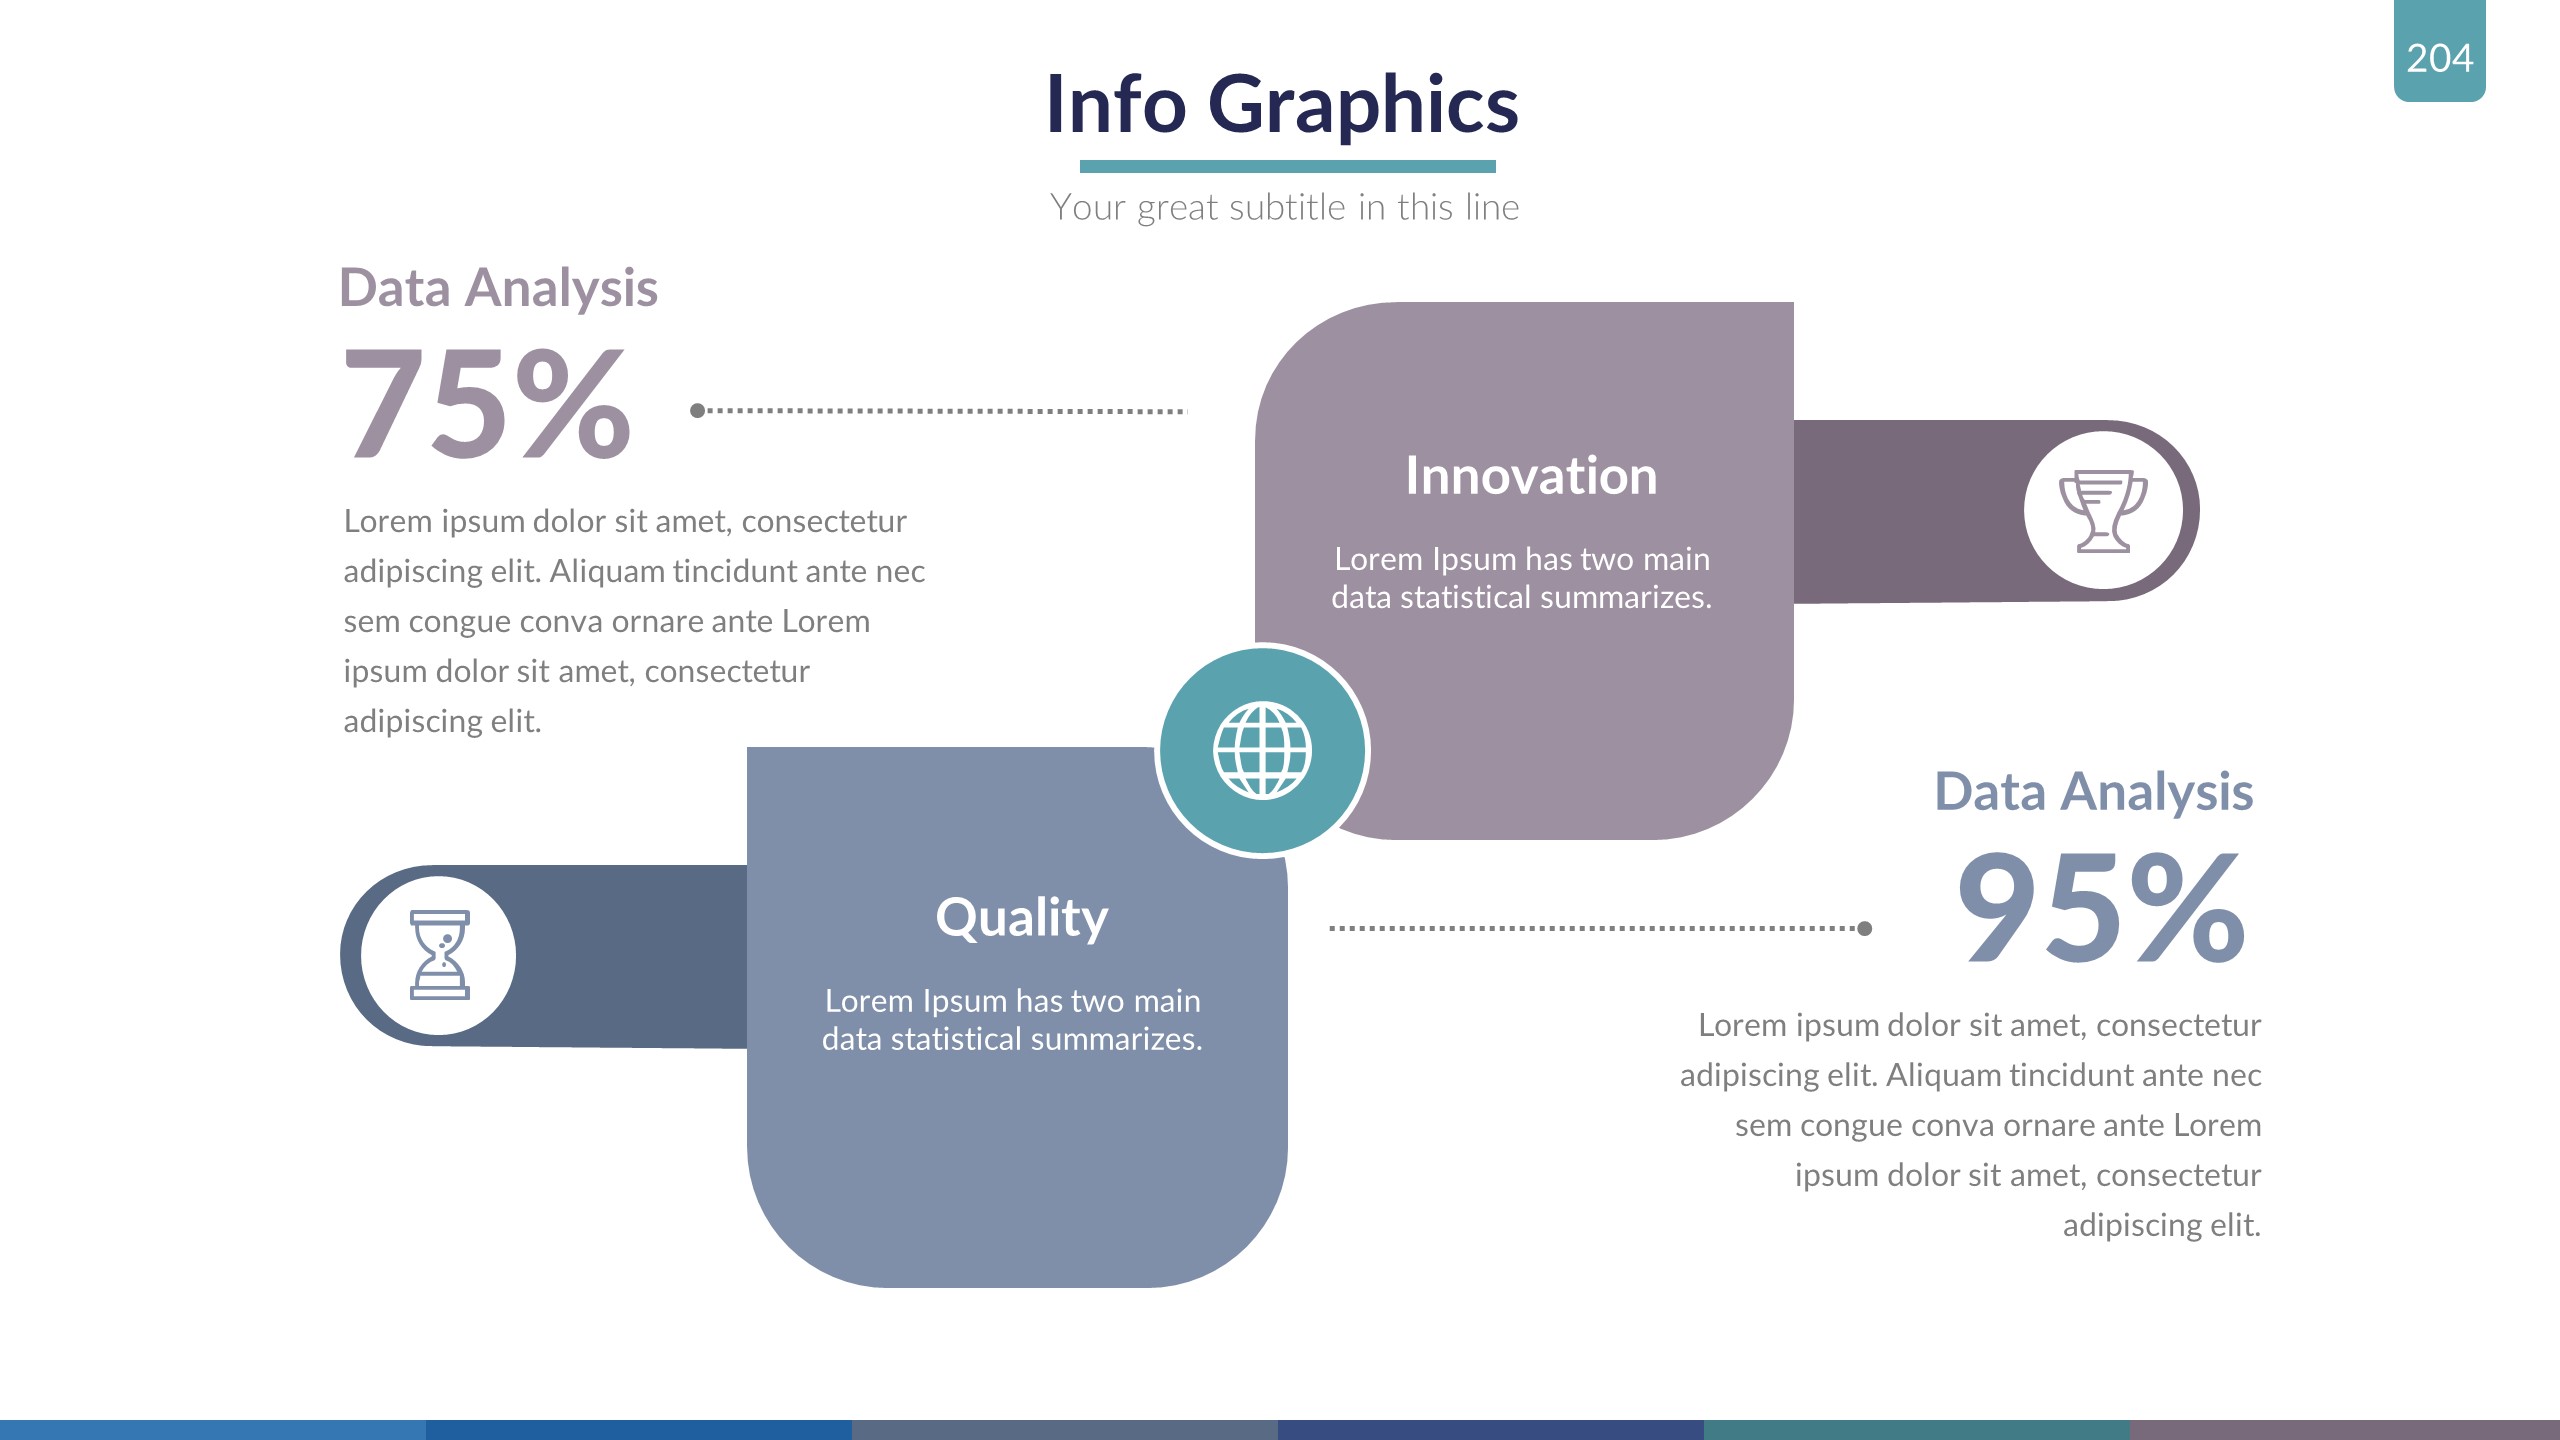 204
Info Graphics
Your great subtitle in this line
Data Analysis
75%
Lorem ipsum dolor sit amet, consectetur
adipiscing elit. Aliquam tincidunt ante nec
sem congue conva ornare ante Lorem
ipsum dolor sit amet, consectetur
adipiscing elit.
Innovation
Lorem Ipsum has two main
data statistical summarizes.
Quality
Lorem Ipsum has two main
data statistical summarizes.
Data Analysis
95%
Lorem ipsum dolor sit amet, consectetur
adipiscing elit. Aliquam tincidunt ante nec
sem congue conva ornare ante Lorem
ipsum dolor sit amet, consectetur
adipiscing elit.